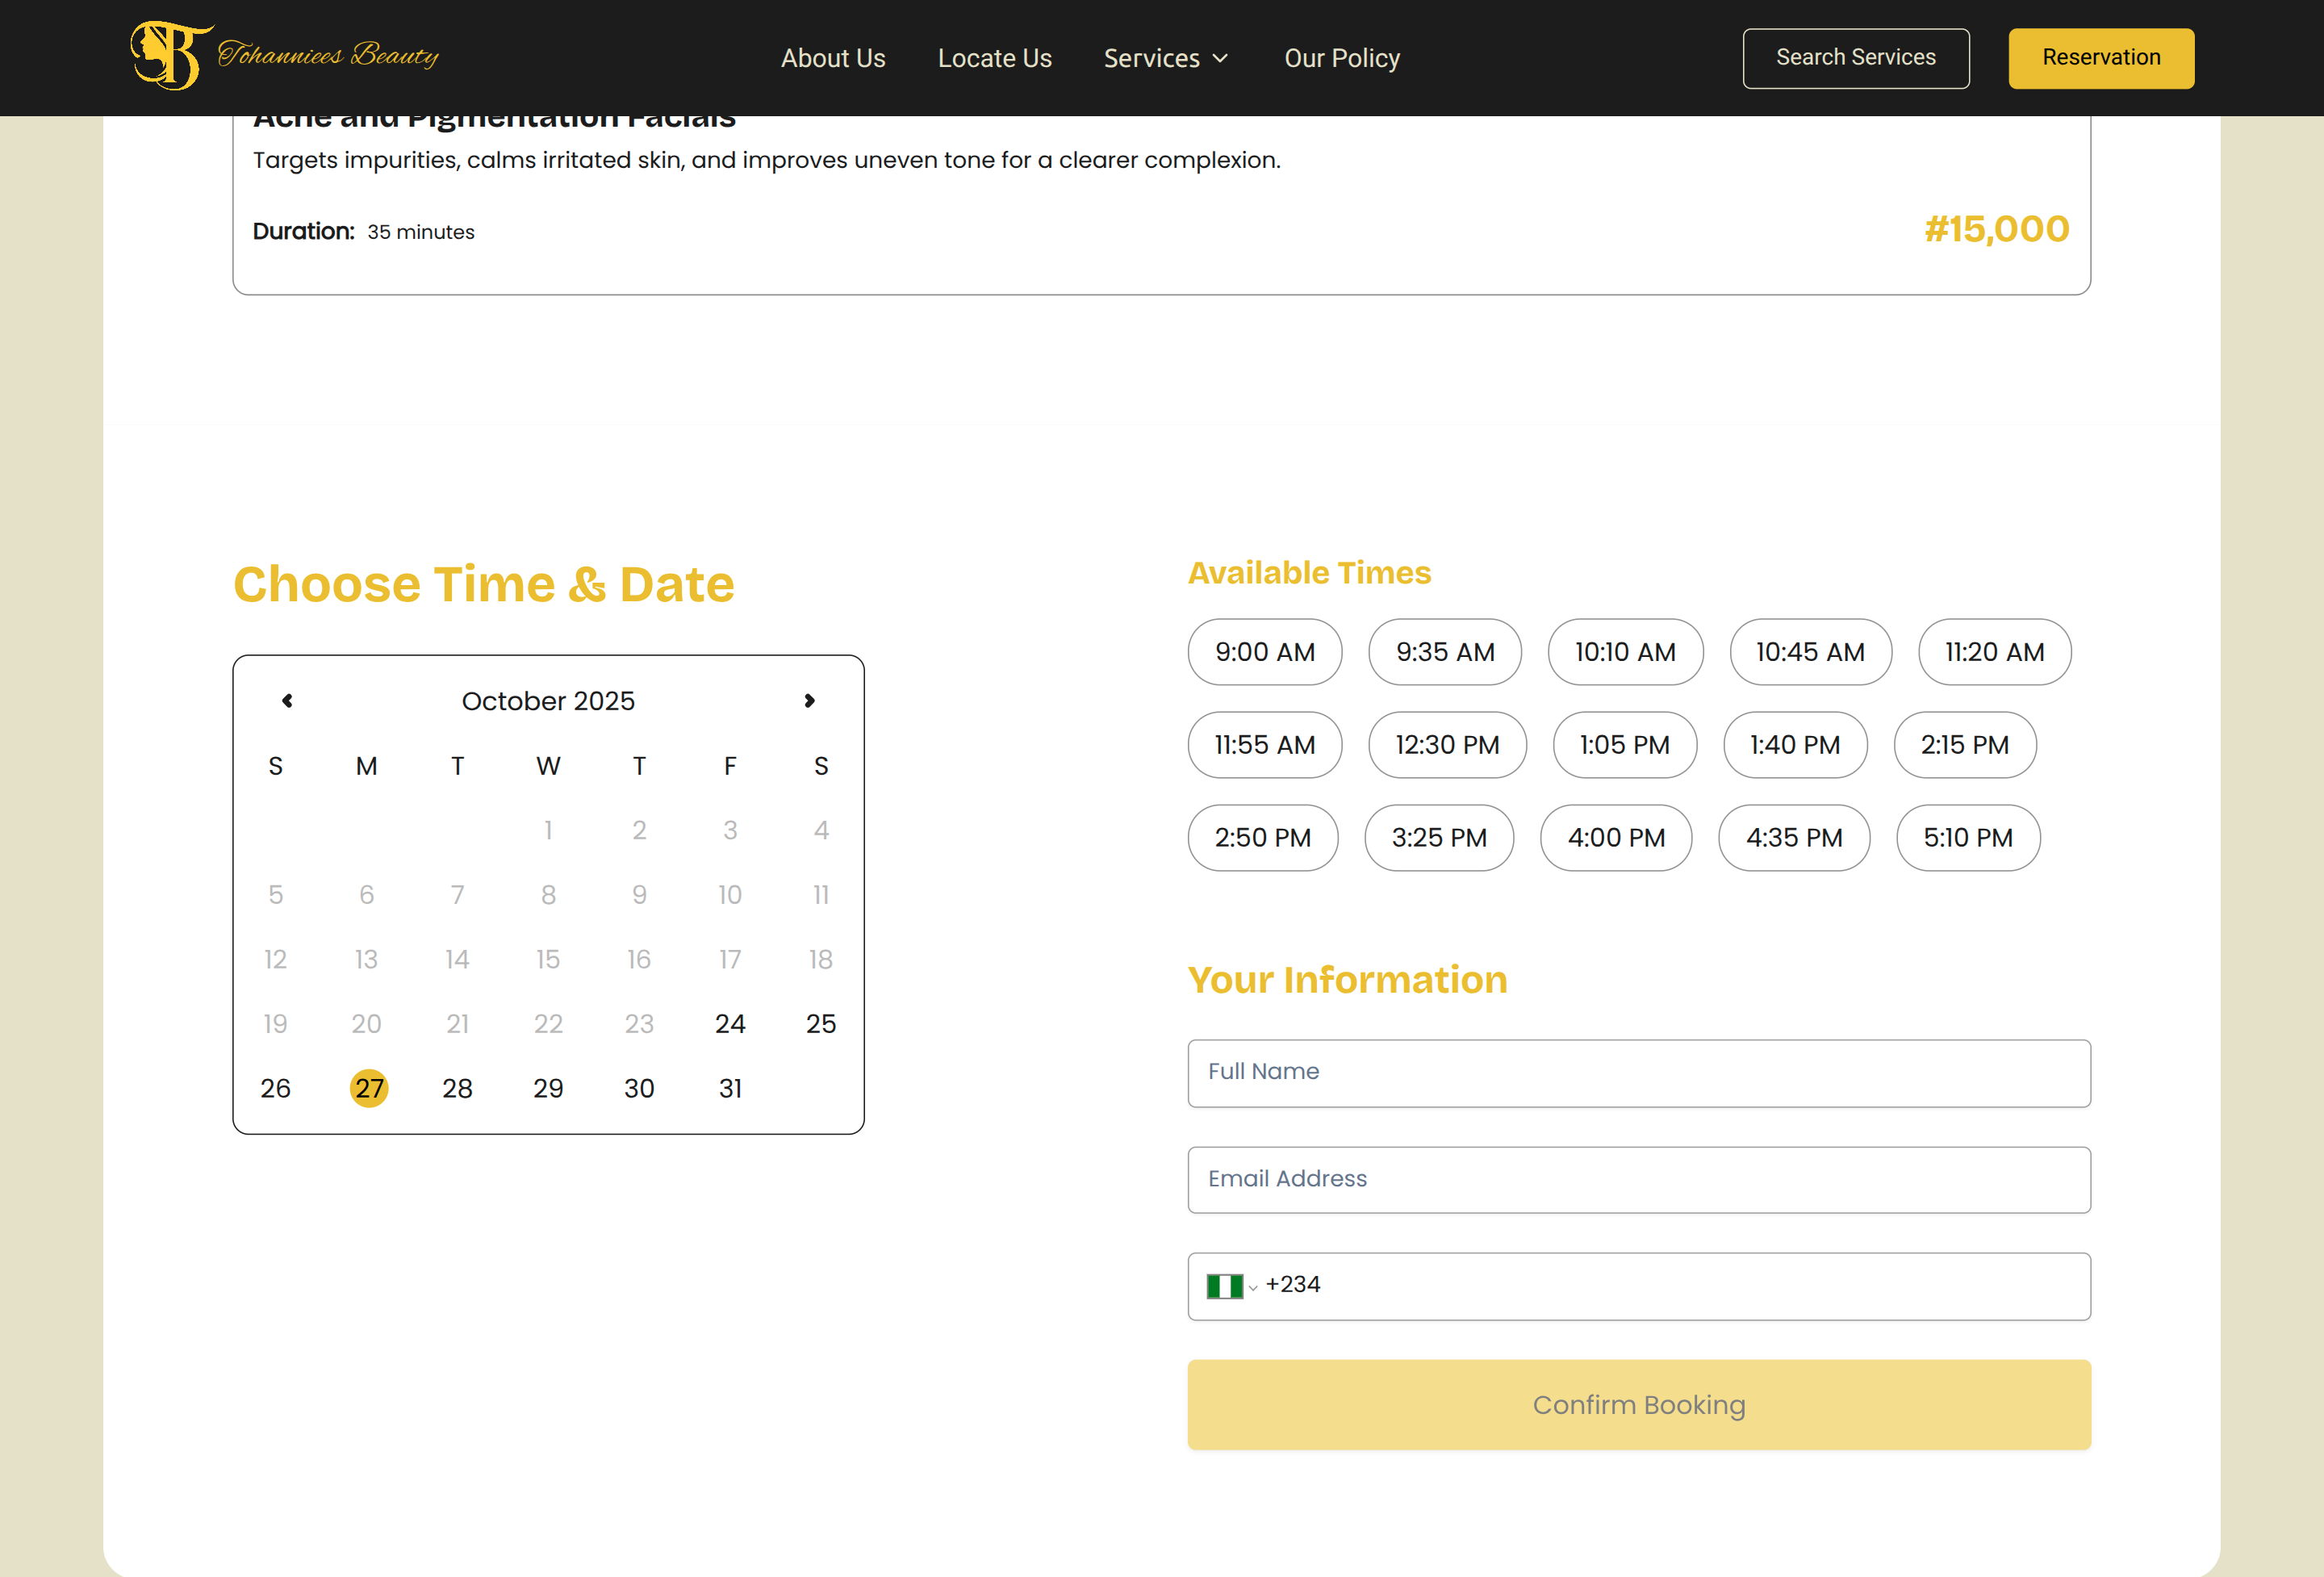 Tohanniees Beauty
About Us Locate Us Services Our Policy
Search Services Reservation
Acne and Pigmentation Facials
Targets impurities, calms irritated skin, and improves uneven tone for a clearer complexion.
Duration: 35 minutes
#15,000
Choose Time & Date
October 2025
S M T W T F S
1 2 3 4
5 6 7 8 9 10 11
12 13 14 15 16 17 18
19 20 21 22 23 24 25
26 27 28 29 30 31
Available Times
9:00 AM 9:35 AM 10:10 AM 10:45 AM 11:20 AM
11:55 AM 12:30 PM 1:05 PM 1:40 PM 2:15 PM
2:50 PM 3:25 PM 4:00 PM 4:35 PM 5:10 PM
Your Information
Full Name
Email Address
+234
Confirm Booking